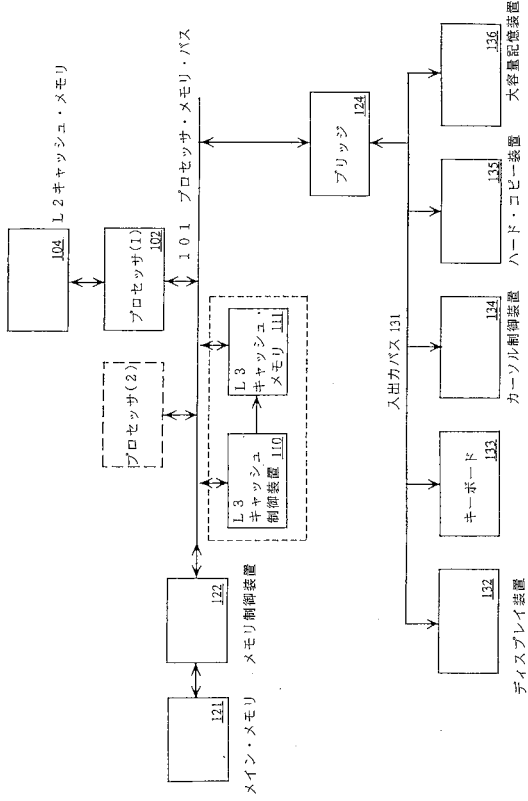 104
L2キャッシュ・メモリ
プロセッサ(2)
プロセッサ(1)
102
101 プロセッサ・メモリ・バス
121
メイン・メモリ
122
メモリ制御装置
L3
キャッシュ
制御装置
110
L3
キャッシュ・
メモリ
111
ブリッジ
124
入出力バス 131
132
ディスプレイ装置
キーボード
133
134
カーソル制御装置
135
ハード・コピー装置
136
大容量記憶装置